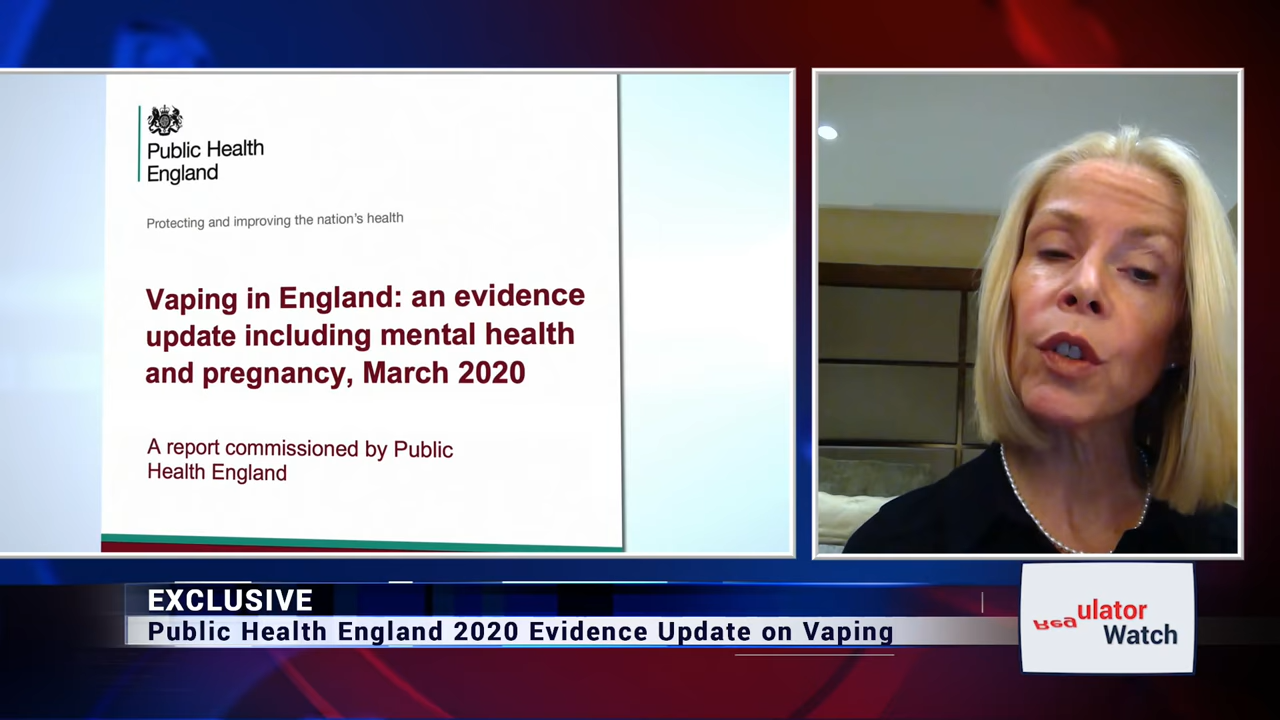 Public Health
England
Protecting and improving the nation's health
Vaping in England: an evidence
update including mental health
and pregnancy, March 2020
A report commissioned by Public
Health England
EXCLUSIVE
Public Health England 2020 Evidence Update on Vaping
Regulator
Watch